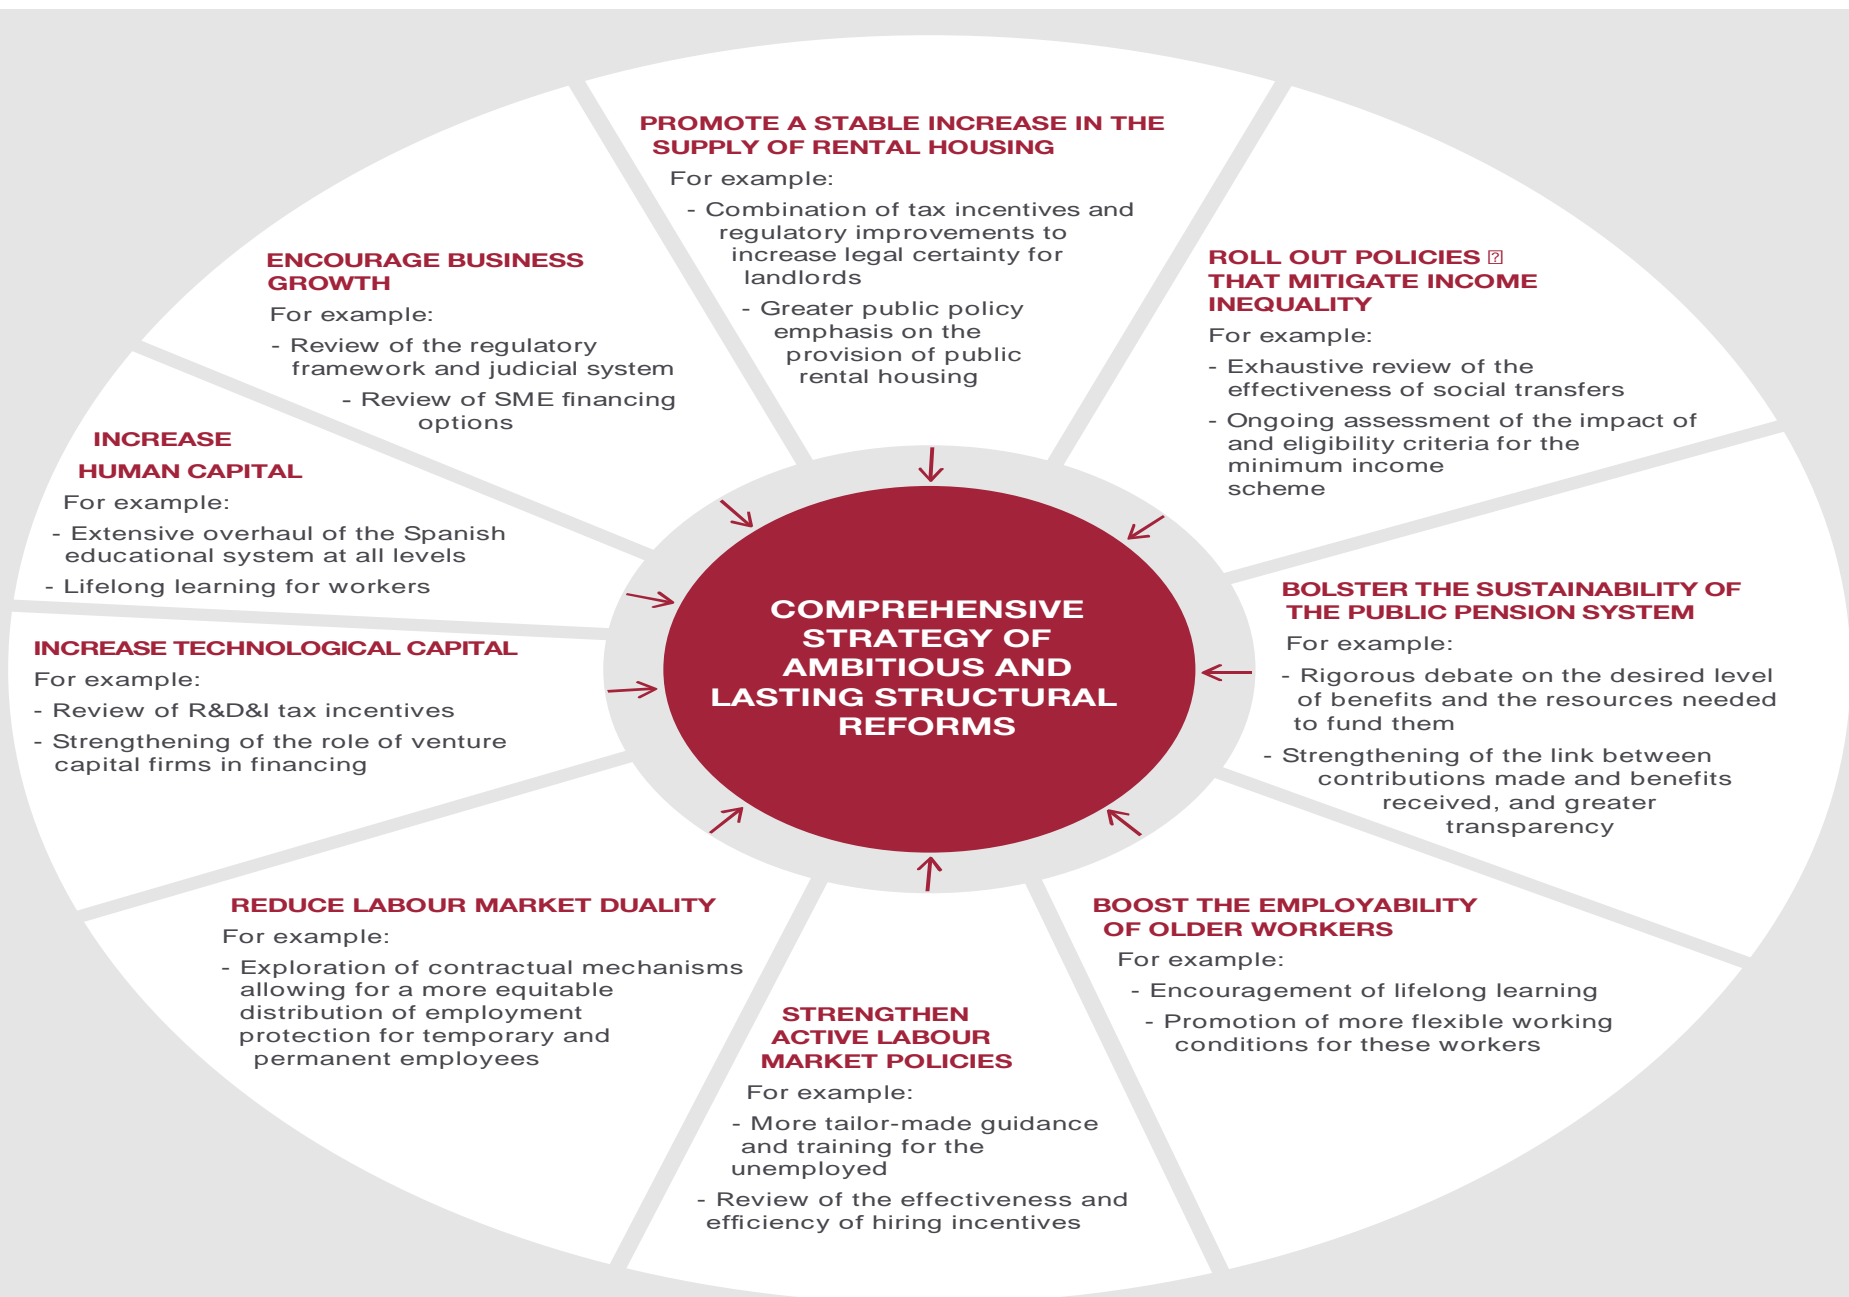 PROMOTE A STABLE INCREASE IN THE
SUPPLY OF RENTAL HOUSING
For example:
- Combination of tax incentives and
regulatory improvements to
increase legal certainty for
landlords
- Greater public policy
emphasis on the
provision of public
rental housing
ROLL OUT POLICIES
THAT MITIGATE INCOME
INEQUALITY
For example:
- Exhaustive review of the
effectiveness of social transfers
- Ongoing assessment of the impact of
and eligibility criteria for the
minimum income
scheme
BOLSTER THE SUSTAINABILITY OF
THE PUBLIC PENSION SYSTEM
For example:
- Rigorous debate on the desired level
of benefits and the resources needed
to fund them
- Strengthening of the link between
contributions made and benefits
received, and greater
transparency
BOOST THE EMPLOYABILITY
OF OLDER WORKERS
For example:
- Encouragement of lifelong learning
- Promotion of more flexible working
conditions for these workers
STRENGTHEN
ACTIVE LABOUR
MARKET POLICIES
For example:
- More tailor-made guidance
and training for the
unemployed
- Review of the effectiveness and
efficiency of hiring incentives
REDUCE LABOUR MARKET DUALITY
For example:
- Exploration of contractual mechanisms
allowing for a more equitable
distribution of employment
protection for temporary and
permanent employees
INCREASE TECHNOLOGICAL CAPITAL
For example:
- Review of R&D&I tax incentives
- Strengthening of the role of venture
capital firms in financing
INCREASE
HUMAN CAPITAL
For example:
- Extensive overhaul of the Spanish
educational system at all levels
- Lifelong learning for workers
ENCOURAGE BUSINESS
GROWTH
For example:
- Review of the regulatory
framework and judicial system
- Review of SME financing
options
COMPREHENSIVE
STRATEGY OF
AMBITIOUS AND
LASTING STRUCTURAL
REFORMS